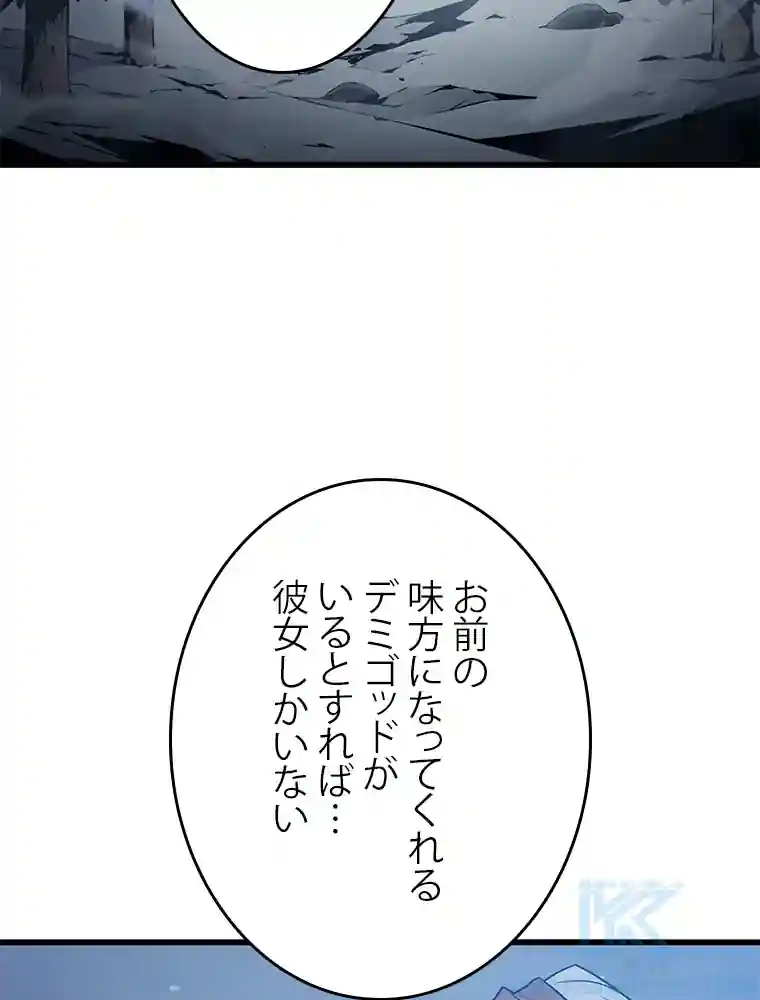 お前の
味方になってくれる
デミゴッドが
いるとすれば…
彼女しかいない